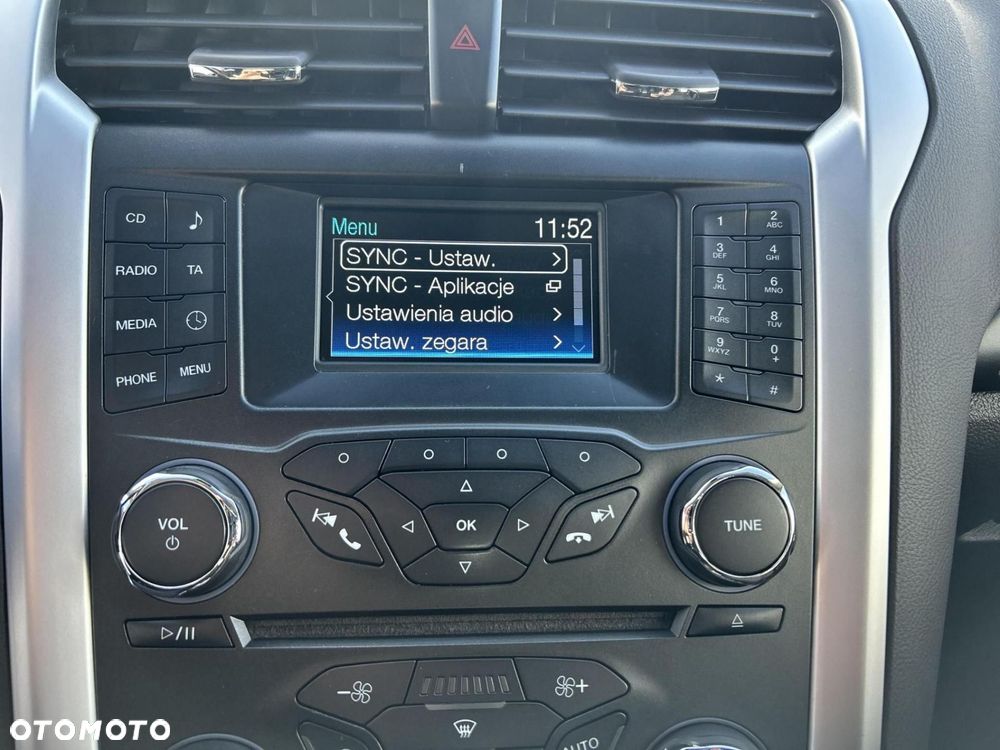 Menu 11:52
SYNC - Ustaw.
SYNC - Aplikacje
Ustawienia audio
Ustaw. zegara
CD
RADIO TA
MEDIA
PHONE MENU
1 2 ABC
3 DEF 4 GHI
5 JKL 6 MNO
7 PQRS 8 TUV
9 WXYZ 0 +
* #
VOL
OK
TUNE
- +
AUTO
OTOMOTO